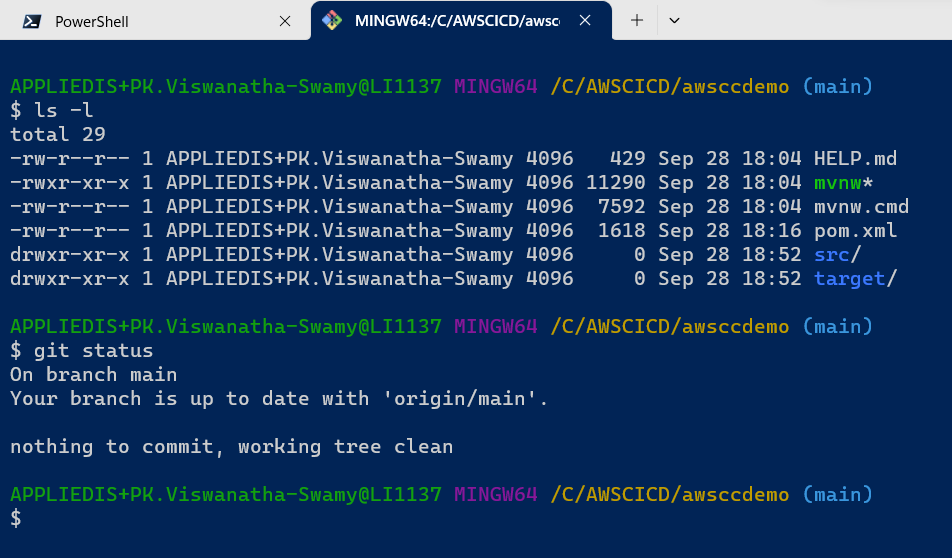 PowerShell
MINGW64:/C/AWSCICD/awscc
APPLIEDIS+PK.Viswanatha-Swamy@LI1137 MINGW64 /C/AWSCICD/awsccdemo (main)
$ ls -l
total 29
-rw-r--r-- 1 APPLIEDIS+PK.Viswanatha-Swamy 4096   429 Sep 28 18:04 HELP.md
-rwxr-xr-x 1 APPLIEDIS+PK.Viswanatha-Swamy 4096 11290 Sep 28 18:04 mvnw*
-rw-r--r-- 1 APPLIEDIS+PK.Viswanatha-Swamy 4096  7592 Sep 28 18:04 mvnw.cmd
-rw-r--r-- 1 APPLIEDIS+PK.Viswanatha-Swamy 4096  1618 Sep 28 18:16 pom.xml
drwxr-xr-x 1 APPLIEDIS+PK.Viswanatha-Swamy 4096     0 Sep 28 18:52 src/
drwxr-xr-x 1 APPLIEDIS+PK.Viswanatha-Swamy 4096     0 Sep 28 18:52 target/
APPLIEDIS+PK.Viswanatha-Swamy@LI1137 MINGW64 /C/AWSCICD/awsccdemo (main)
$ git status
On branch main
Your branch is up to date with 'origin/main'.
nothing to commit, working tree clean
APPLIEDIS+PK.Viswanatha-Swamy@LI1137 MINGW64 /C/AWSCICD/awsccdemo (main)
$